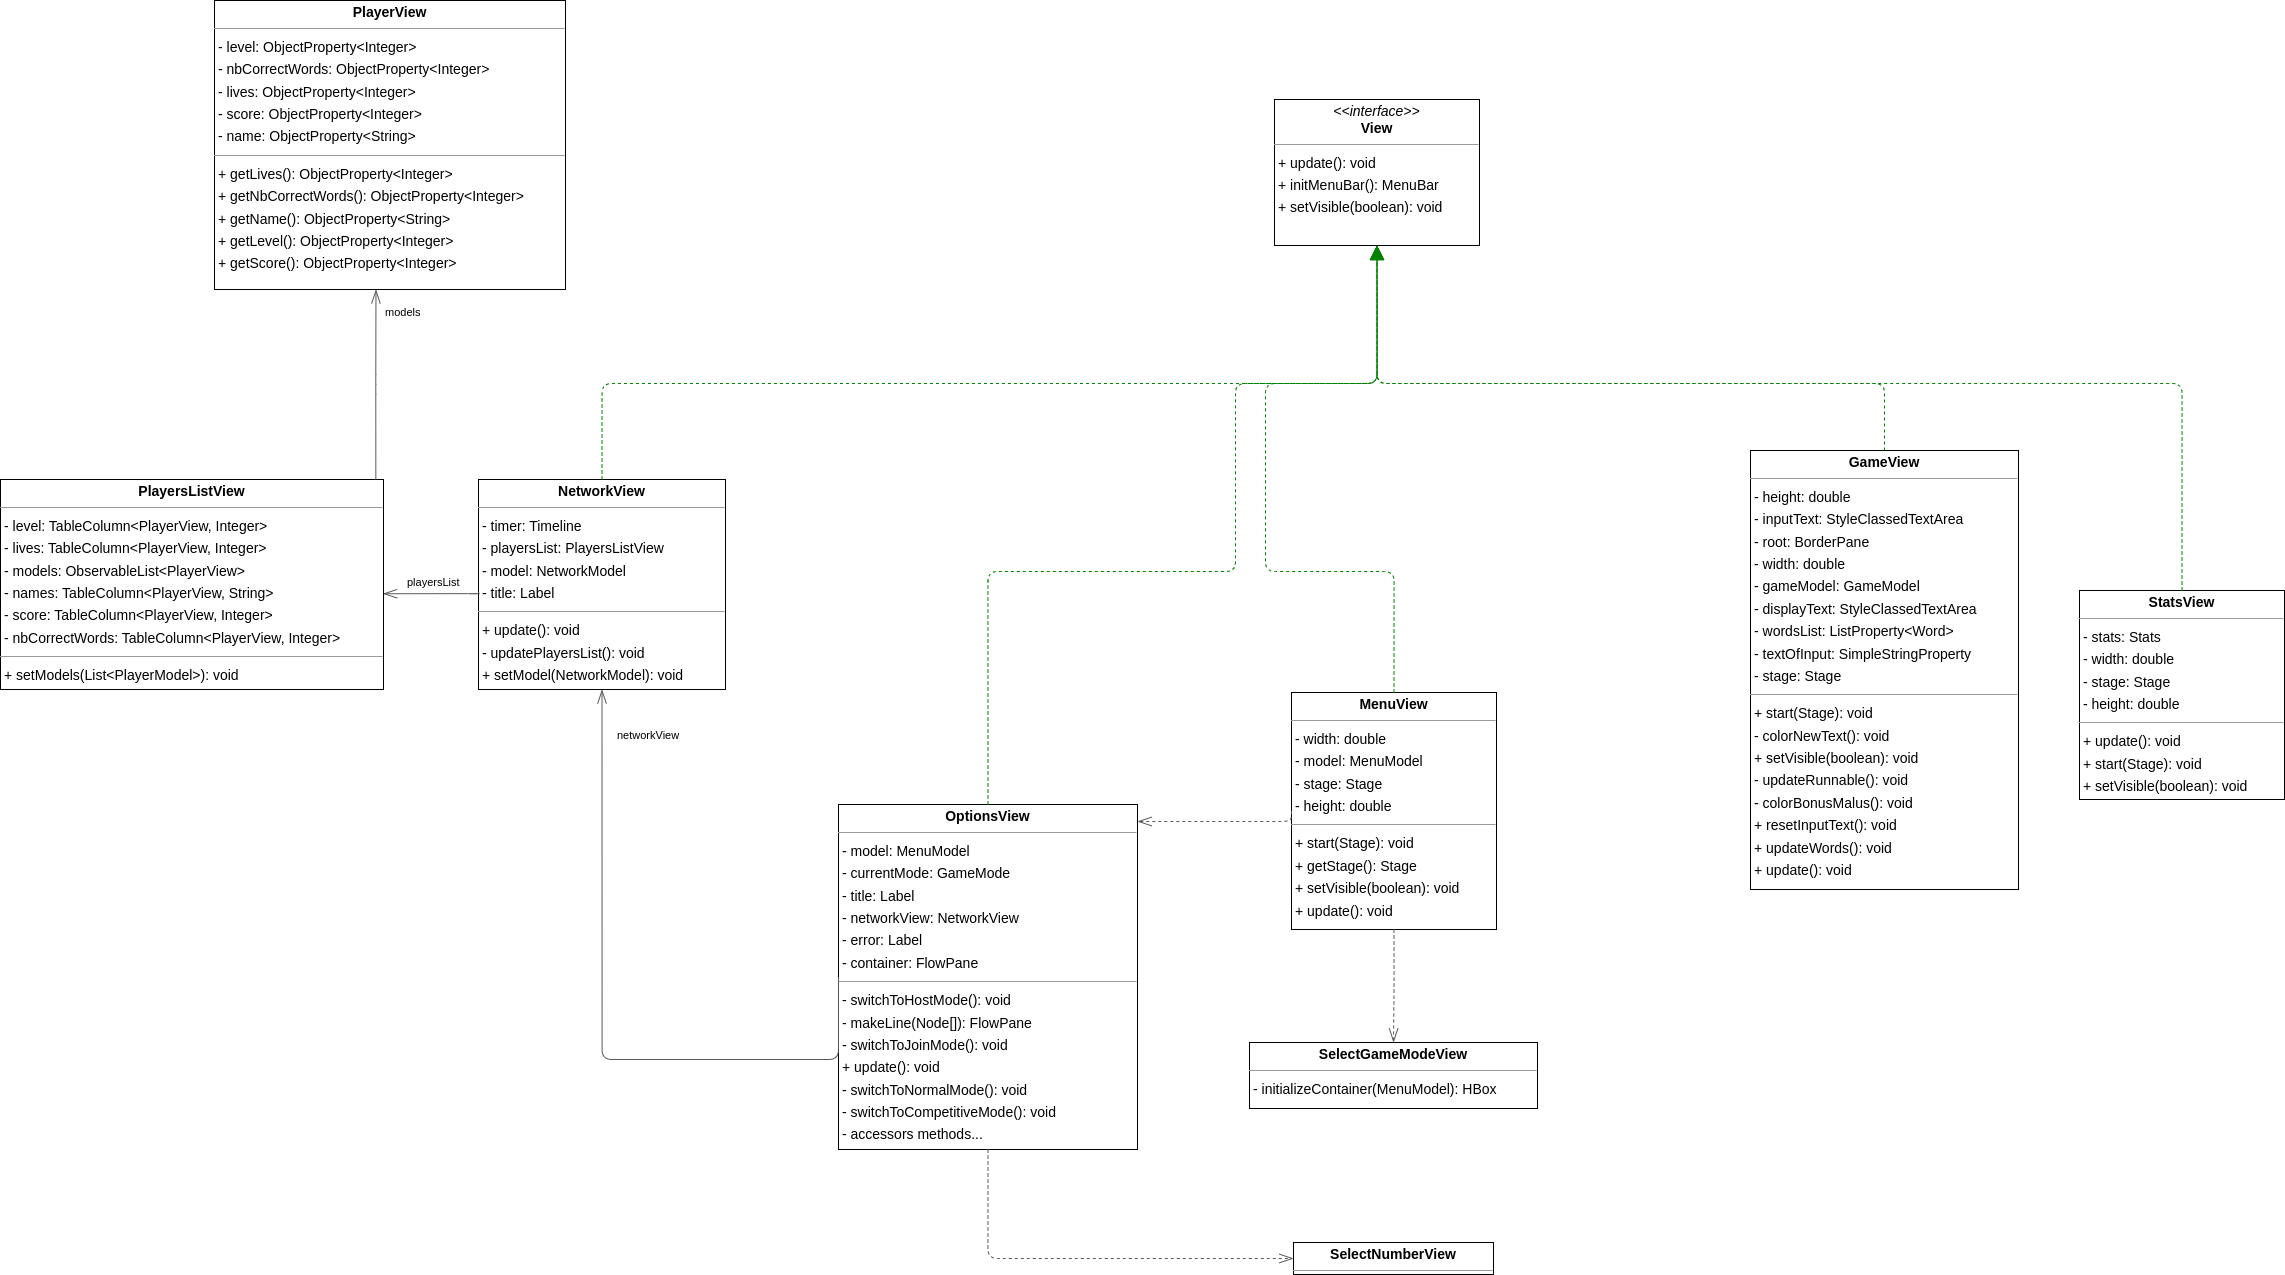 PlayerView
- level: ObjectProperty<Integer>
- nbCorrectWords: ObjectProperty<Integer>
- lives: ObjectProperty<Integer>
- score: ObjectProperty<Integer>
- name: ObjectProperty<String>
+ getLives(): ObjectProperty<Integer>
+ getNbCorrectWords(): ObjectProperty<Integer>
+ getName(): ObjectProperty<String>
+ getLevel(): ObjectProperty<Integer>
+ getScore(): ObjectProperty<Integer>
<<interface>>
View
+ update(): void
+ initMenuBar(): MenuBar
+ setVisible(boolean): void
models
PlayersListView
- level: TableColumn<PlayerView, Integer>
- lives: TableColumn<PlayerView, Integer>
- models: ObservableList<PlayerView>
- names: TableColumn<PlayerView, String>
- score: TableColumn<PlayerView, Integer>
- nbCorrectWords: TableColumn<PlayerView, Integer>
+ setModels(List<PlayerModel>): void
playersList
NetworkView
- timer: Timeline
- playersList: PlayersListView
- model: NetworkModel
- title: Label
+ update(): void
- updatePlayersList(): void
+ setModel(NetworkModel): void
networkView
GameView
- height: double
- inputText: StyleClassedTextArea
- root: BorderPane
- width: double
- gameModel: GameModel
- displayText: StyleClassedTextArea
- wordsList: ListProperty<Word>
- textOfInput: SimpleStringProperty
- stage: Stage
+ start(Stage): void
- colorNewText(): void
+ setVisible(boolean): void
- updateRunnable(): void
- colorBonusMalus(): void
+ resetInputText(): void
+ updateWords(): void
+ update(): void
StatsView
- stats: Stats
- width: double
- stage: Stage
- height: double
+ update(): void
+ start(Stage): void
+ setVisible(boolean): void
MenuView
- width: double
- model: MenuModel
- stage: Stage
- height: double
+ start(Stage): void
+ getStage(): Stage
+ setVisible(boolean): void
+ update(): void
OptionsView
- model: MenuModel
- currentMode: GameMode
- title: Label
- networkView: NetworkView
- error: Label
- container: FlowPane
- switchToHostMode(): void
- makeLine(Node[]): FlowPane
- switchToJoinMode(): void
+ update(): void
- switchToNormalMode(): void
- switchToCompetitiveMode(): void
- accessors methods...
SelectGameModeView
- initializeContainer(MenuModel): HBox
SelectNumberView